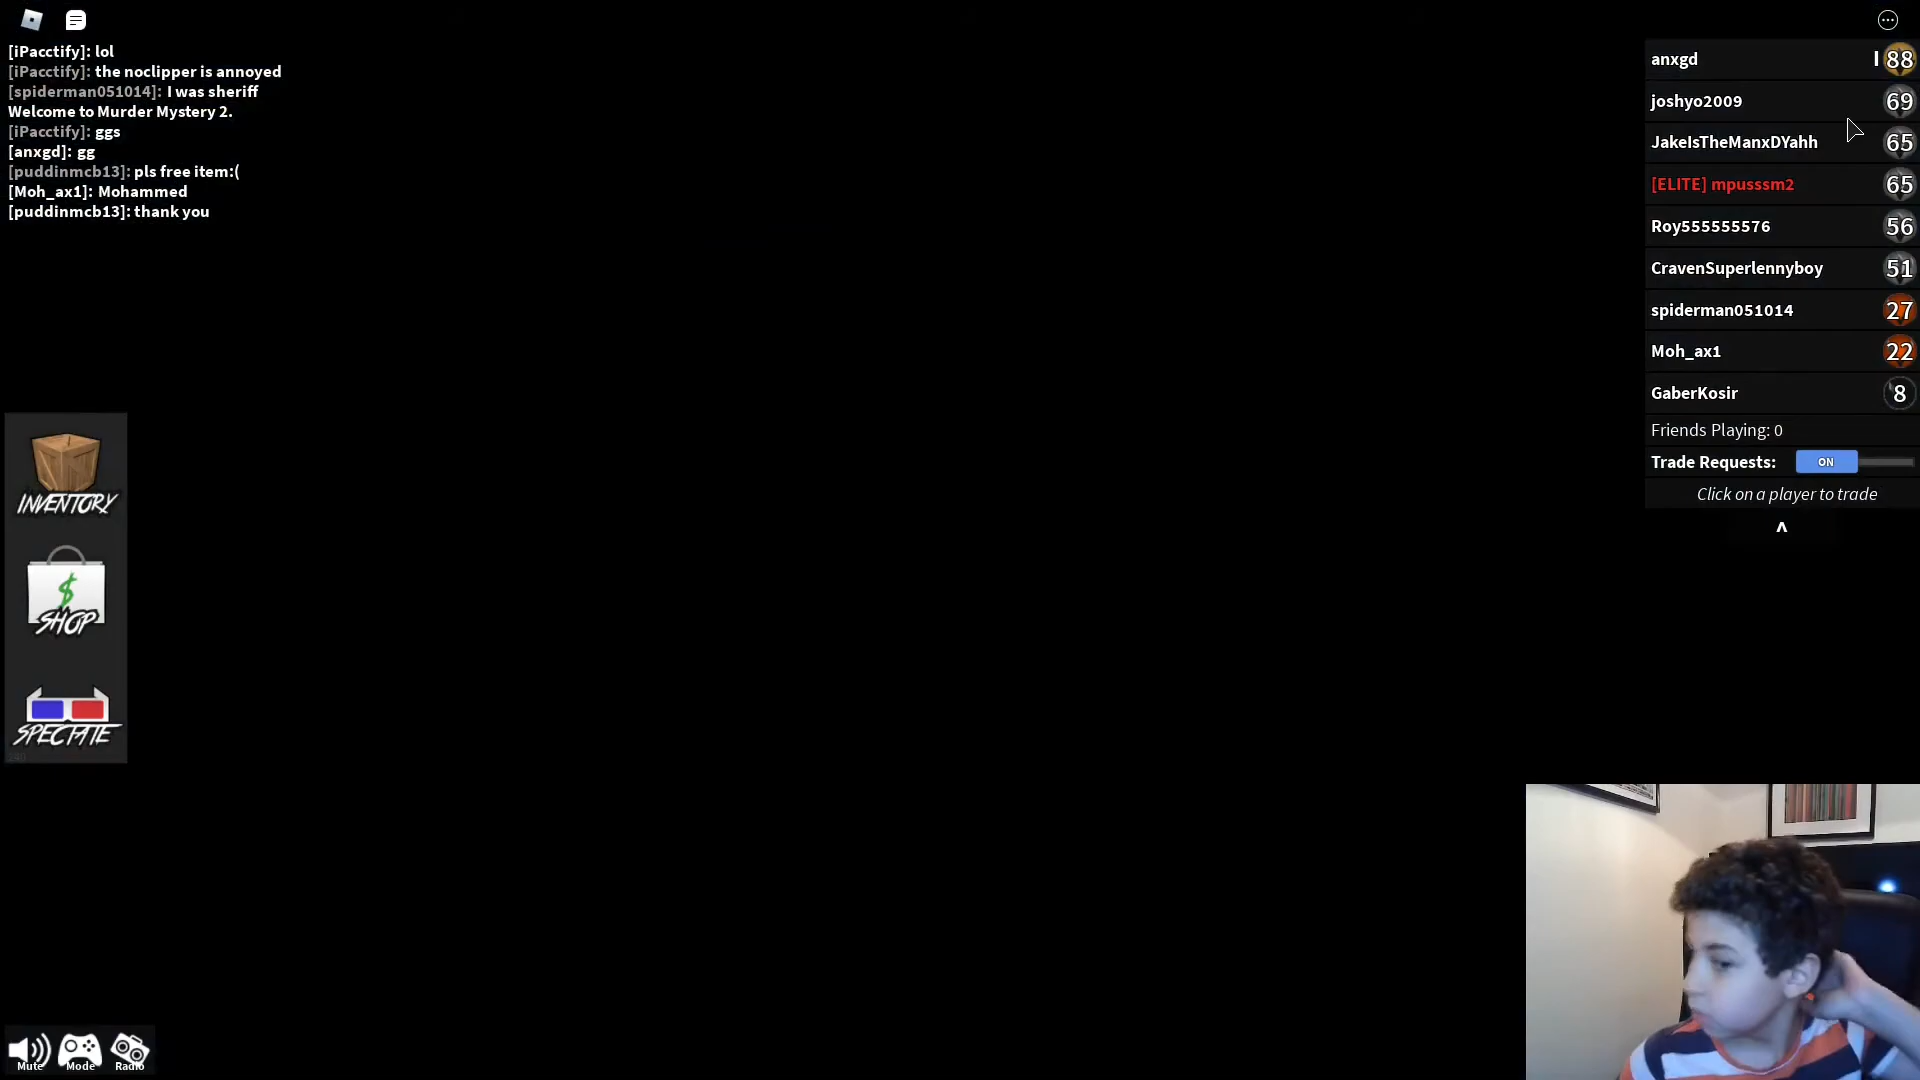 [iPacctify]: lol
[iPacctify]: the noclipper is annoyed
[spiderman051014]: I was sheriff
Welcome to Murder Mystery 2.
[iPacctify]: ggs
[anxgd]: gg
[puddinmcb13]: pls free item:(
[Moh_ax1]: Mohammed
[puddinmcb13]: thank you
anxgd I 88
joshyo2009 69
JakeIsTheManxDYahh 65
[ELITE] mpusssm2 65
Roy555555576 56
CravenSuperlennyboy 51
spiderman051014 27
Moh_ax1 22
GaberKosir 8
Friends Playing: 0
Trade Requests: ON
Click on a player to trade
^
INVENTORY
$
SHOP
SPECTATE
Mute Mode Radio